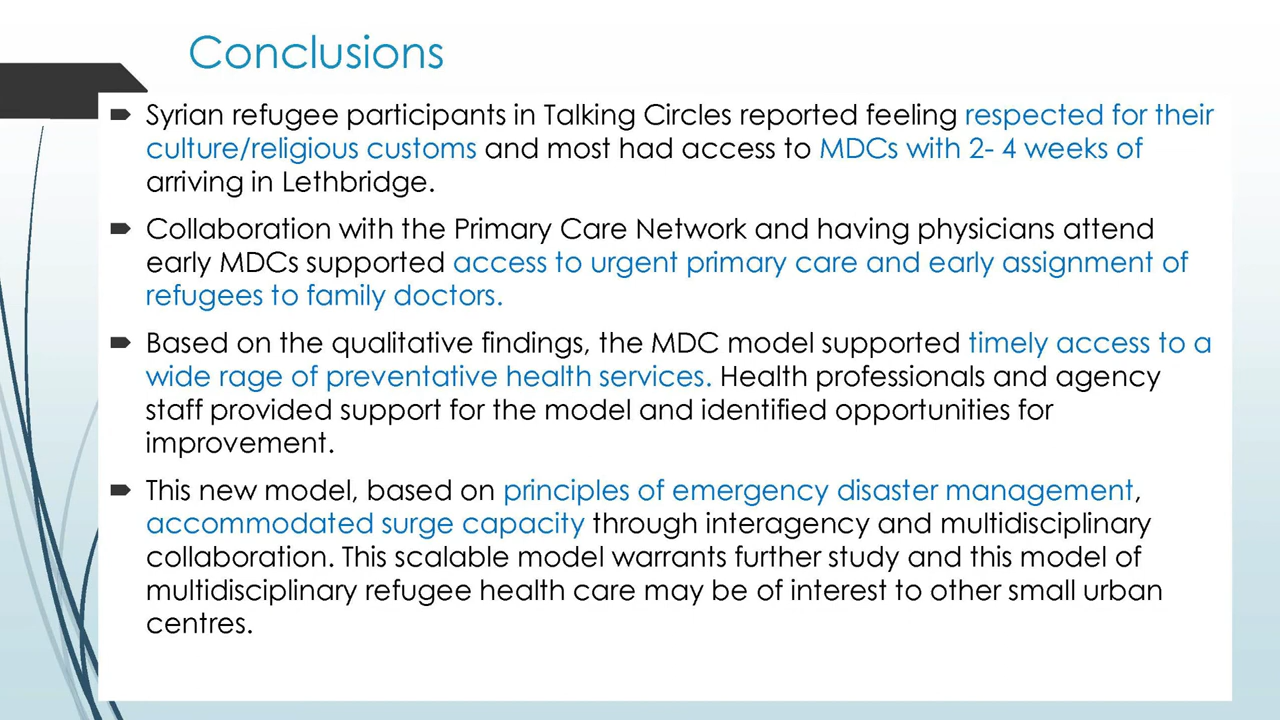 Conclusions
Syrian refugee participants in Talking Circles reported feeling respected for their
culture/religious customs and most had access to MDCs with 2- 4 weeks of
arriving in Lethbridge.
Collaboration with the Primary Care Network and having physicians attend
early MDCs supported access to urgent primary care and early assignment of
refugees to family doctors.
Based on the qualitative findings, the MDC model supported timely access to a
wide rage of preventative health services. Health professionals and agency
staff provided support for the model and identified opportunities for
improvement.
This new model, based on principles of emergency disaster management,
accommodated surge capacity through interagency and multidisciplinary
collaboration. This scalable model warrants further study and this model of
multidisciplinary refugee health care may be of interest to other small urban
centres.